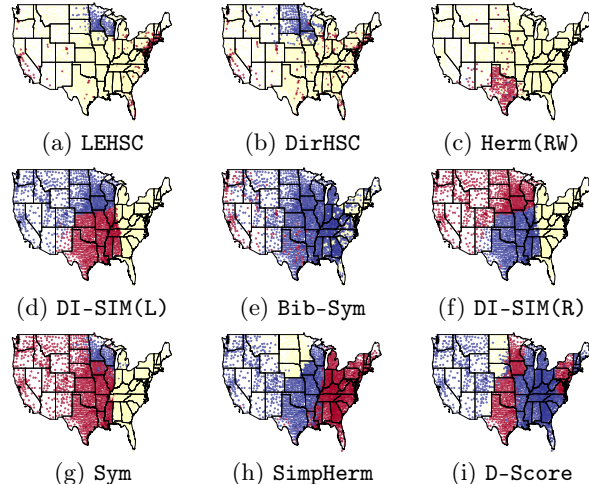 (a) LEHSC
(b) DirHSC
(c) Herm(RW)
(d) DI-SIM(L)
(e) Bib-Sym
(f) DI-SIM(R)
(g) Sym
(h) SimpHerm
(i) D-Score